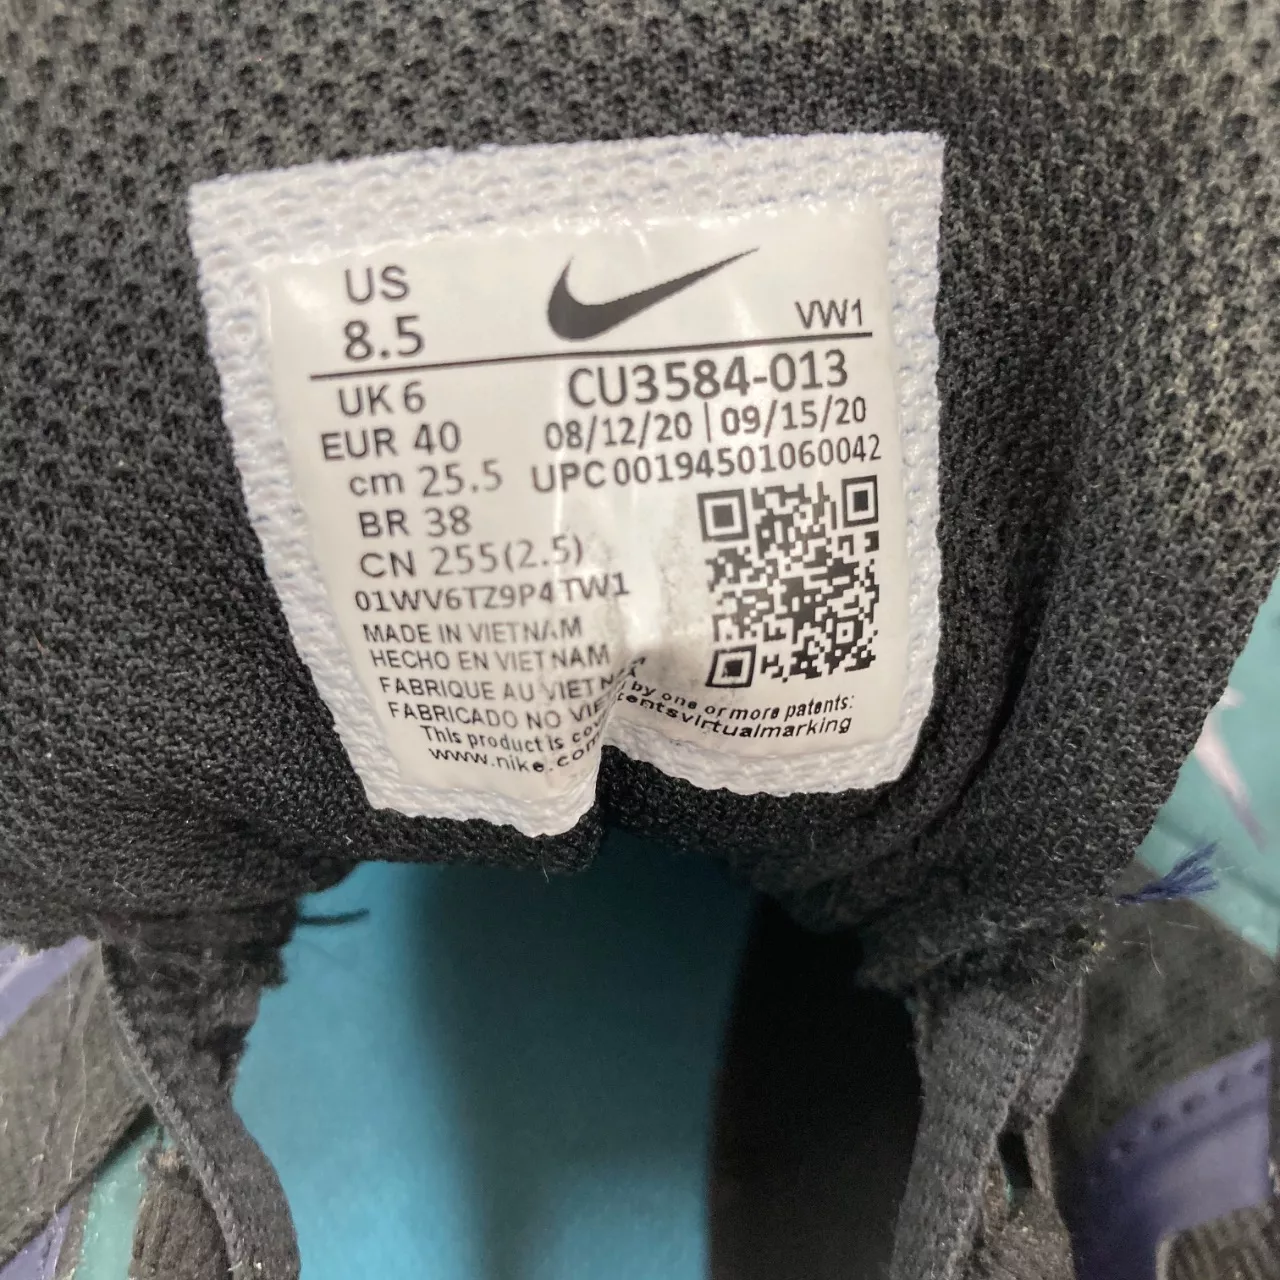 US
8.5
VW1
UK 6
CU3584-013
EUR 40
08/12/20 | 09/15/20
cm 25.5
UPC 00194501060042
BR 38
CN 255(2.5)
01WV6TZ9P4TW1
MADE IN VIETNAM
HECHO EN VIETNAM
FABRIQUE AU VIETNA
FABRICADO NO VIE
This product is cov
by one or more patents:
www.nike.com
tentsvirtualmarking